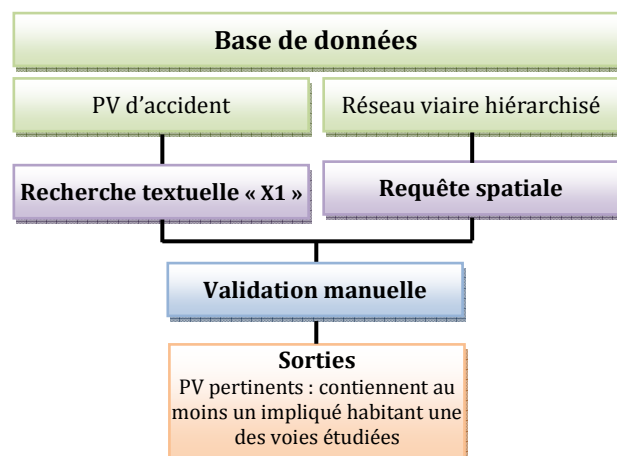 Base de données
PV d'accident
Réseau viaire hiérarchisé
Recherche textuelle « X1 »
Requête spatiale
Validation manuelle
Sorties
PV pertinents : contiennent au
moins un impliqué habitant une
des voies étudiées